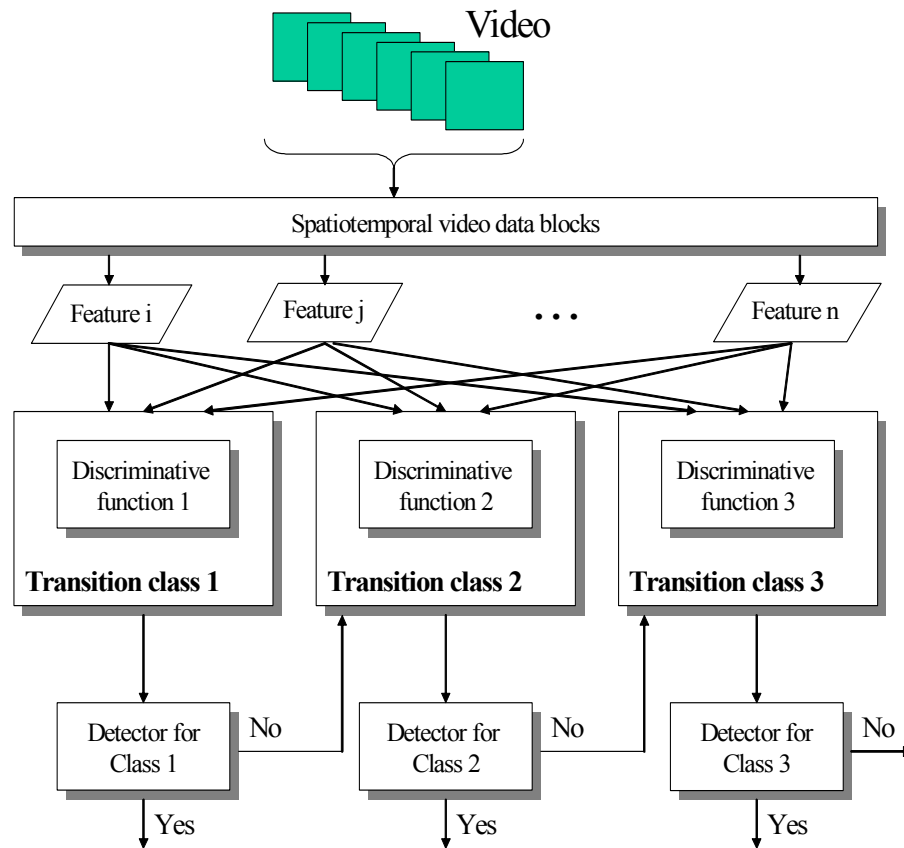 Video
Spatiotemporal video data blocks
Feature i
Feature j
...
Feature n
Discriminative
function 1
Discriminative
function 2
Discriminative
function 3
Transition class 1
Transition class 2
Transition class 3
Detector for
Class 1
No
Detector for
Class 2
No
Detector for
Class 3
No
Yes
Yes
Yes